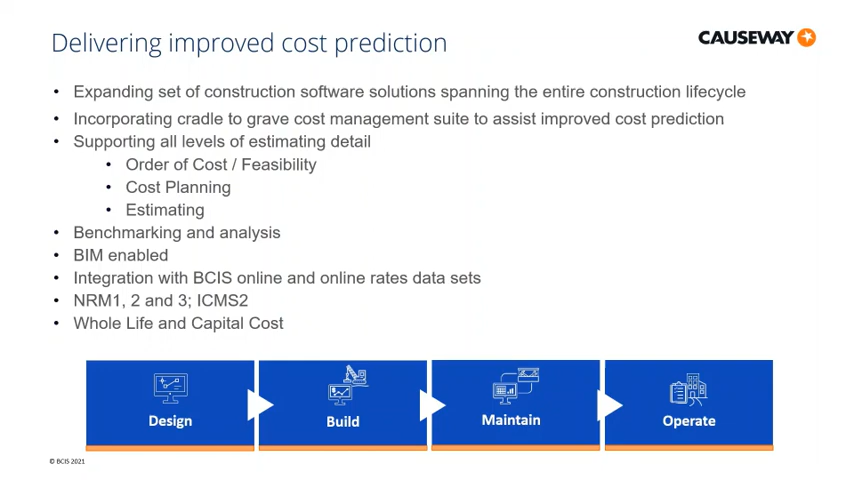 Delivering improved cost prediction
CAUSEWAY
• Expanding set of construction software solutions spanning the entire construction lifecycle
• Incorporating cradle to grave cost management suite to assist improved cost prediction
• Supporting all levels of estimating detail
• Order of Cost / Feasibility
• Cost Planning
• Estimating
• Benchmarking and analysis
• BIM enabled
• Integration with BCIS online and online rates data sets
• NRM1, 2 and 3; ICMS2
• Whole Life and Capital Cost
Design
Build
Maintain
Operate
© BCIS 2021